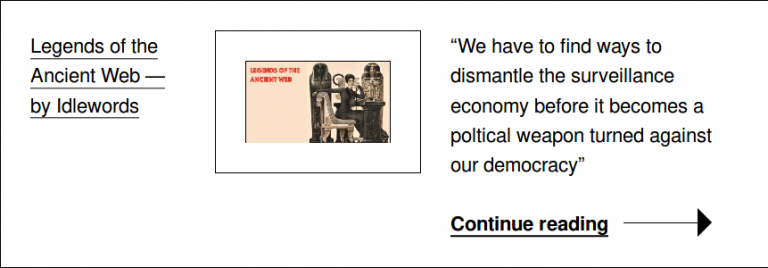 Legends of the
Ancient Web —
by Idlewords
LEGENDS OF THE
ANCIENT WEB
“We have to find ways to
dismantle the surveillance
economy before it becomes a
poltical weapon turned against
our democracy”
Continue reading